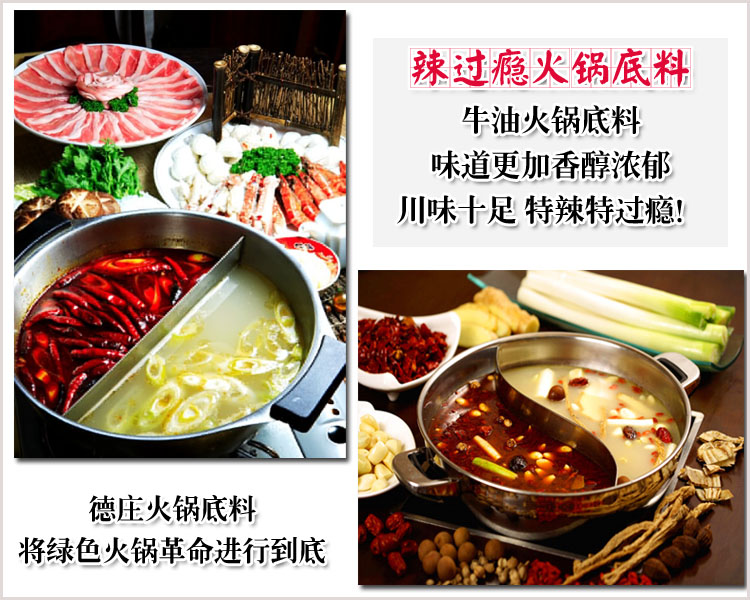 辣过瘾火锅底料
牛油火锅底料
味道更加香醇浓郁
川味十足 特辣特过瘾!
德庄火锅底料
将绿色火锅革命进行到底